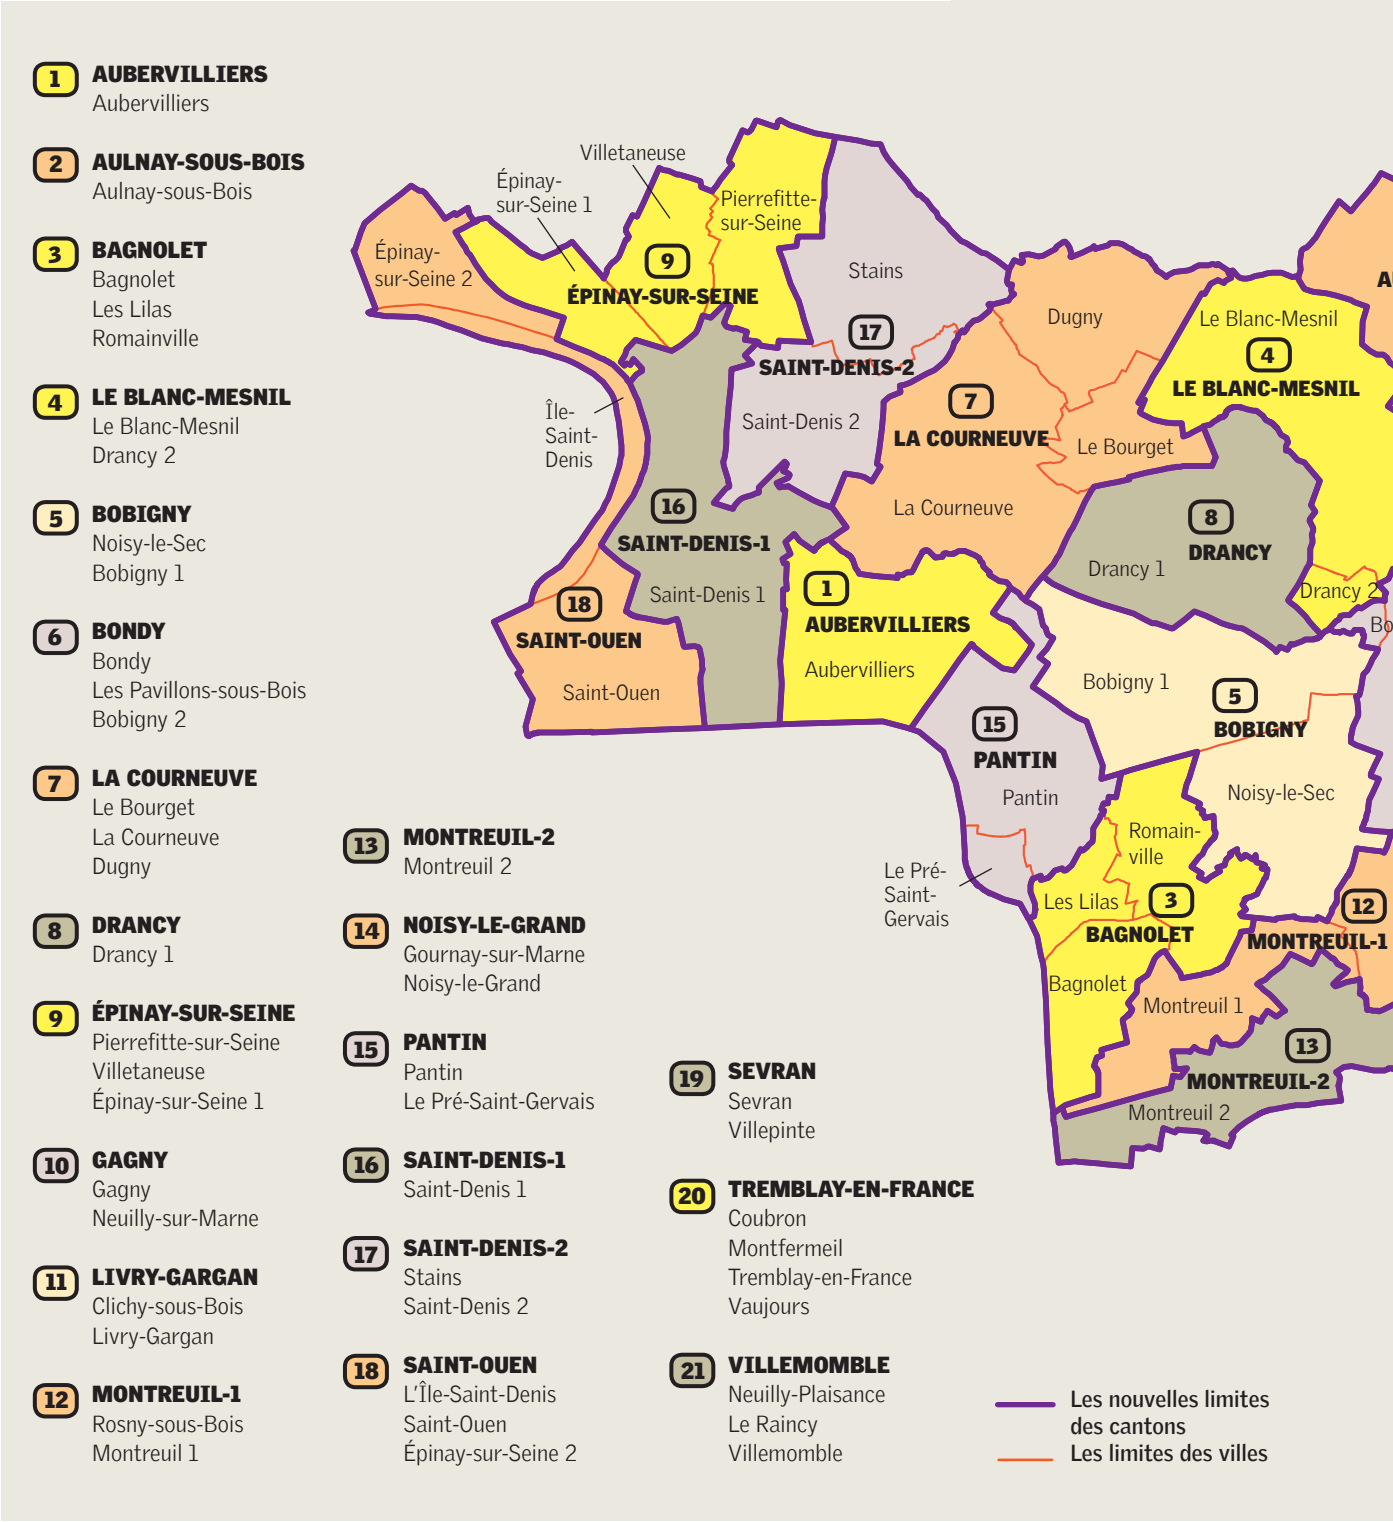 1
AUBERVILLIERS
Aubervilliers
2
AULNAY-SOUS-BOIS
Aulnay-sous-Bois
3
BAGNOLET
Bagnolet
Les Lilas
Romainville
4
LE BLANC-MESNIL
Le Blanc-Mesnil
Drancy 2
5
BOBIGNY
Noisy-le-Sec
Bobigny 1
6
BONDY
Bondy
Les Pavillons-sous-Bois
Bobigny 2
7
LA COURNEUVE
Le Bourget
La Courneuve
Dugny
8
DRANCY
Drancy 1
9
ÉPINAY-SUR-SEINE
Pierrefitte-sur-Seine
Villetaneuse
Épinay-sur-Seine 1
10
GAGNY
Gagny
Neuilly-sur-Marne
11
LIVRY-GARGAN
Clichy-sous-Bois
Livry-Gargan
12
MONTREUIL-1
Rosny-sous-Bois
Montreuil 1
13
MONTREUIL-2
Montreuil 2
14
NOISY-LE-GRAND
Gournay-sur-Marne
Noisy-le-Grand
15
PANTIN
Pantin
Le Pré-Saint-Gervais
16
SAINT-DENIS-1
Saint-Denis 1
17
SAINT-DENIS-2
Stains
Saint-Denis 2
18
SAINT-OUEN
L'Île-Saint-Denis
Saint-Ouen
Épinay-sur-Seine 2
19
SEVRAN
Sevran
Villepinte
20
TREMBLAY-EN-FRANCE
Coubron
Montfermeil
Tremblay-en-France
Vaujours
21
VILLEMOMBLE
Neuilly-Plaisance
Le Raincy
Villemomble
Les nouvelles limites
des cantons
Les limites des villes
Villetaneuse
Épinay-
sur-Seine 1
Pierrefitte-
sur-Seine
Épinay-
sur-Seine 2
9
ÉPINAY-SUR-SEINE
Stains
17
SAINT-DENIS-2
Saint-Denis 2
Île-
Saint-
Denis
Dugny
7
LA COURNEUVE
Le Bourget
La Courneuve
Le Blanc-Mesnil
4
LE BLANC-MESNIL
A
16
SAINT-DENIS-1
Saint-Denis 1
8
DRANCY
Drancy 1
Drancy 2
Bo
18
SAINT-OUEN
Saint-Ouen
1
AUBERVILLIERS
Aubervilliers
Bobigny 1
5
BOBIGNY
Noisy-le-Sec
15
PANTIN
Pantin
Le Pré-
Saint-
Gervais
Romain-
ville
Les Lilas
3
BAGNOLET
Bagnolet
12
MONTREUIL-1
Montreuil 1
13
MONTREUIL-2
Montreuil 2